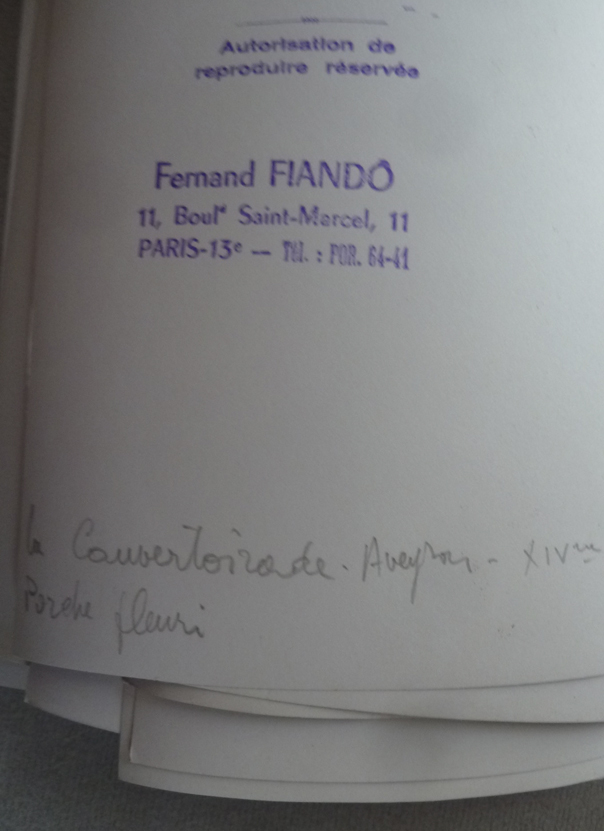 Autorisation de
reproduire réservée
Fernand FIANDÔ
11, Boulᵈ Saint-Marcel, 11
PARIS-13ᵉ — Tél. : POR. 64-41
La Couvertoirade. Aveyron - XIVme
Porche fleuri